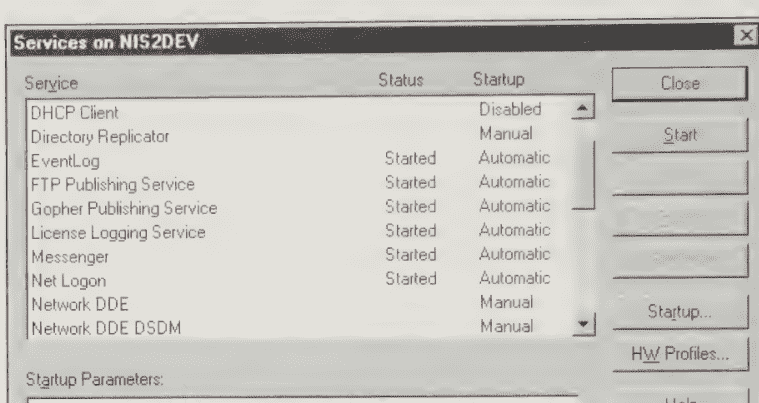 Services on NIS2DEV
Service Status Startup
DHCP Client Disabled
Directory Replicator Manual
EventLog Started Automatic
FTP Publishing Service Started Automatic
Gopher Publishing Service Started Automatic
License Logging Service Started Automatic
Messenger Started Automatic
Net Logon Started Automatic
Network DDE Manual
Network DDE DSDM Manual
Close
Start
Startup...
HW Profiles...
Startup Parameters: